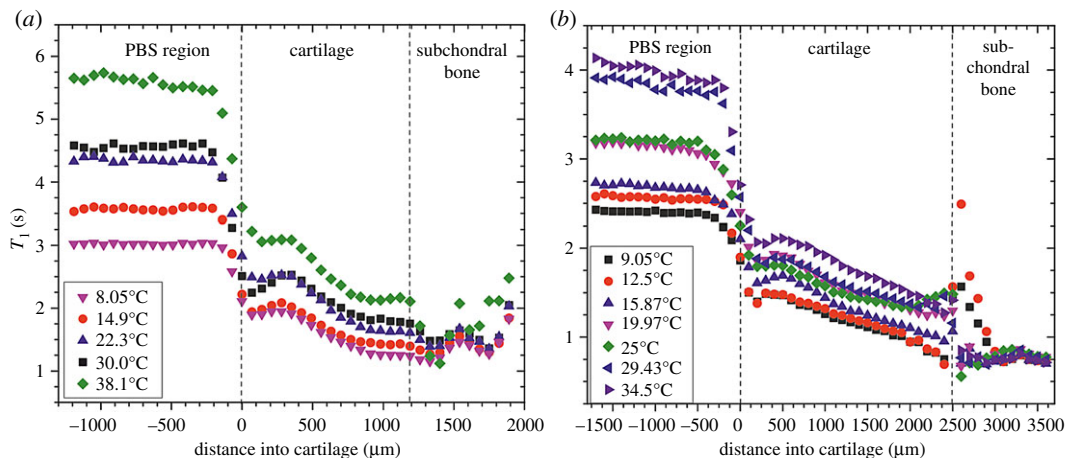 (a)
PBS region
cartilage
subchondral
bone
6
5
4
3
2
1
T1 (s)
8.05°C
14.9°C
22.3°C
30.0°C
38.1°C
−1000 −500 0 500 1000 1500 2000
distance into cartilage (µm)
(b)
PBS region
cartilage
sub-
chondral
bone
4
3
2
1
9.05°C
12.5°C
15.87°C
19.97°C
25°C
29.43°C
34.5°C
−1500 −1000 −500 0 500 1000 1500 2000 2500 3000 3500
distance into cartilage (µm)